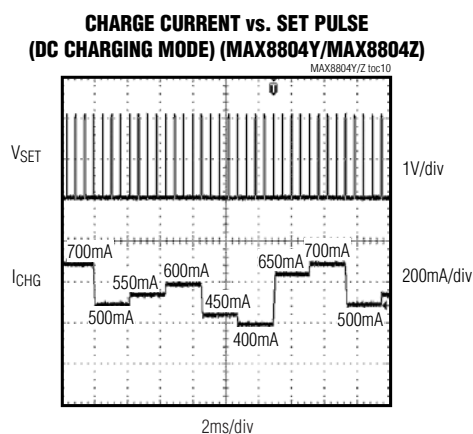 CHARGE CURRENT vs. SET PULSE
(DC CHARGING MODE) (MAX8804Y/MAX8804Z)
MAX8804Y/Z toc10
T
VSET
1V/div
700mA
600mA
650mA
700mA
550mA
450mA
ICHG
200mA/div
500mA
400mA
500mA
2ms/div